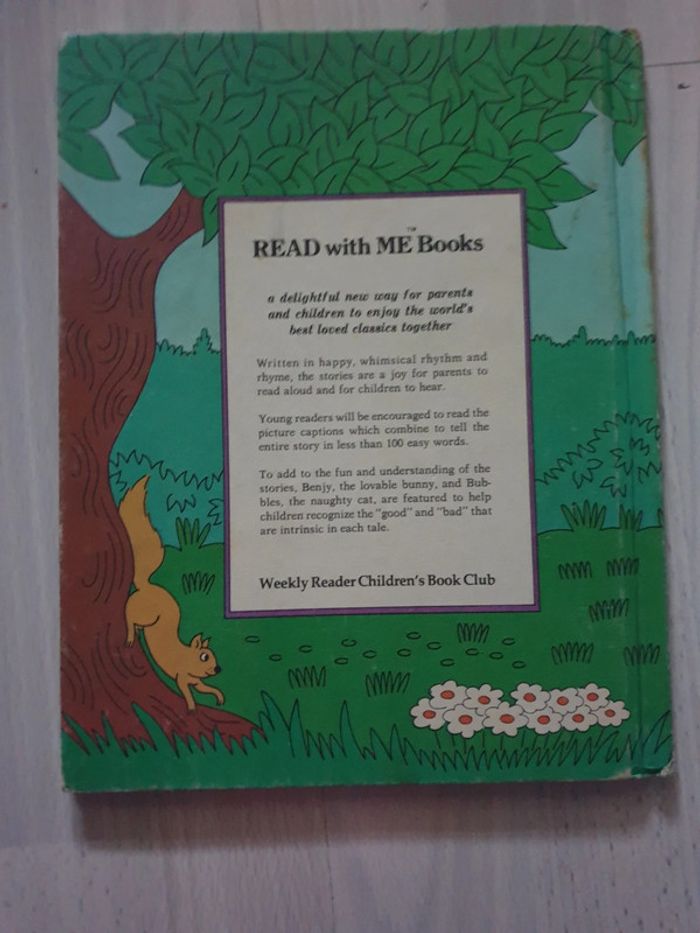 READ with ME™ Books
a delightful new way for parents
and children to enjoy the world's
best loved classics together
Written in happy, whimsical rhythm and
rhyme, the stories are a joy for parents to
read aloud and for children to hear.
Young readers will be encouraged to read the
picture captions which combine to tell the
entire story in less than 100 easy words.
To add to the fun and understanding of the
stories, Benjy, the lovable bunny, and Bub-
bles, the naughty cat, are featured to help
children recognize the "good" and "bad" that
are intrinsic in each tale.
Weekly Reader Children's Book Club